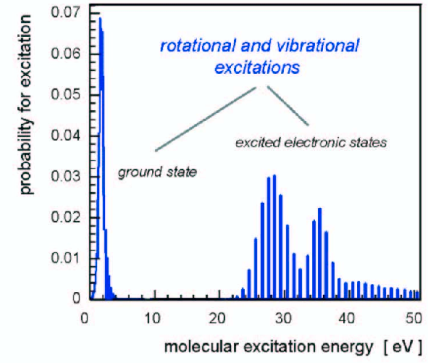 0.07
0.06
0.05
0.04
0.03
0.02
0.01
0
probability for excitation
rotational and vibrational
excitations
excited electronic states
ground state
0 10 20 30 40 50
molecular excitation energy [ eV ]